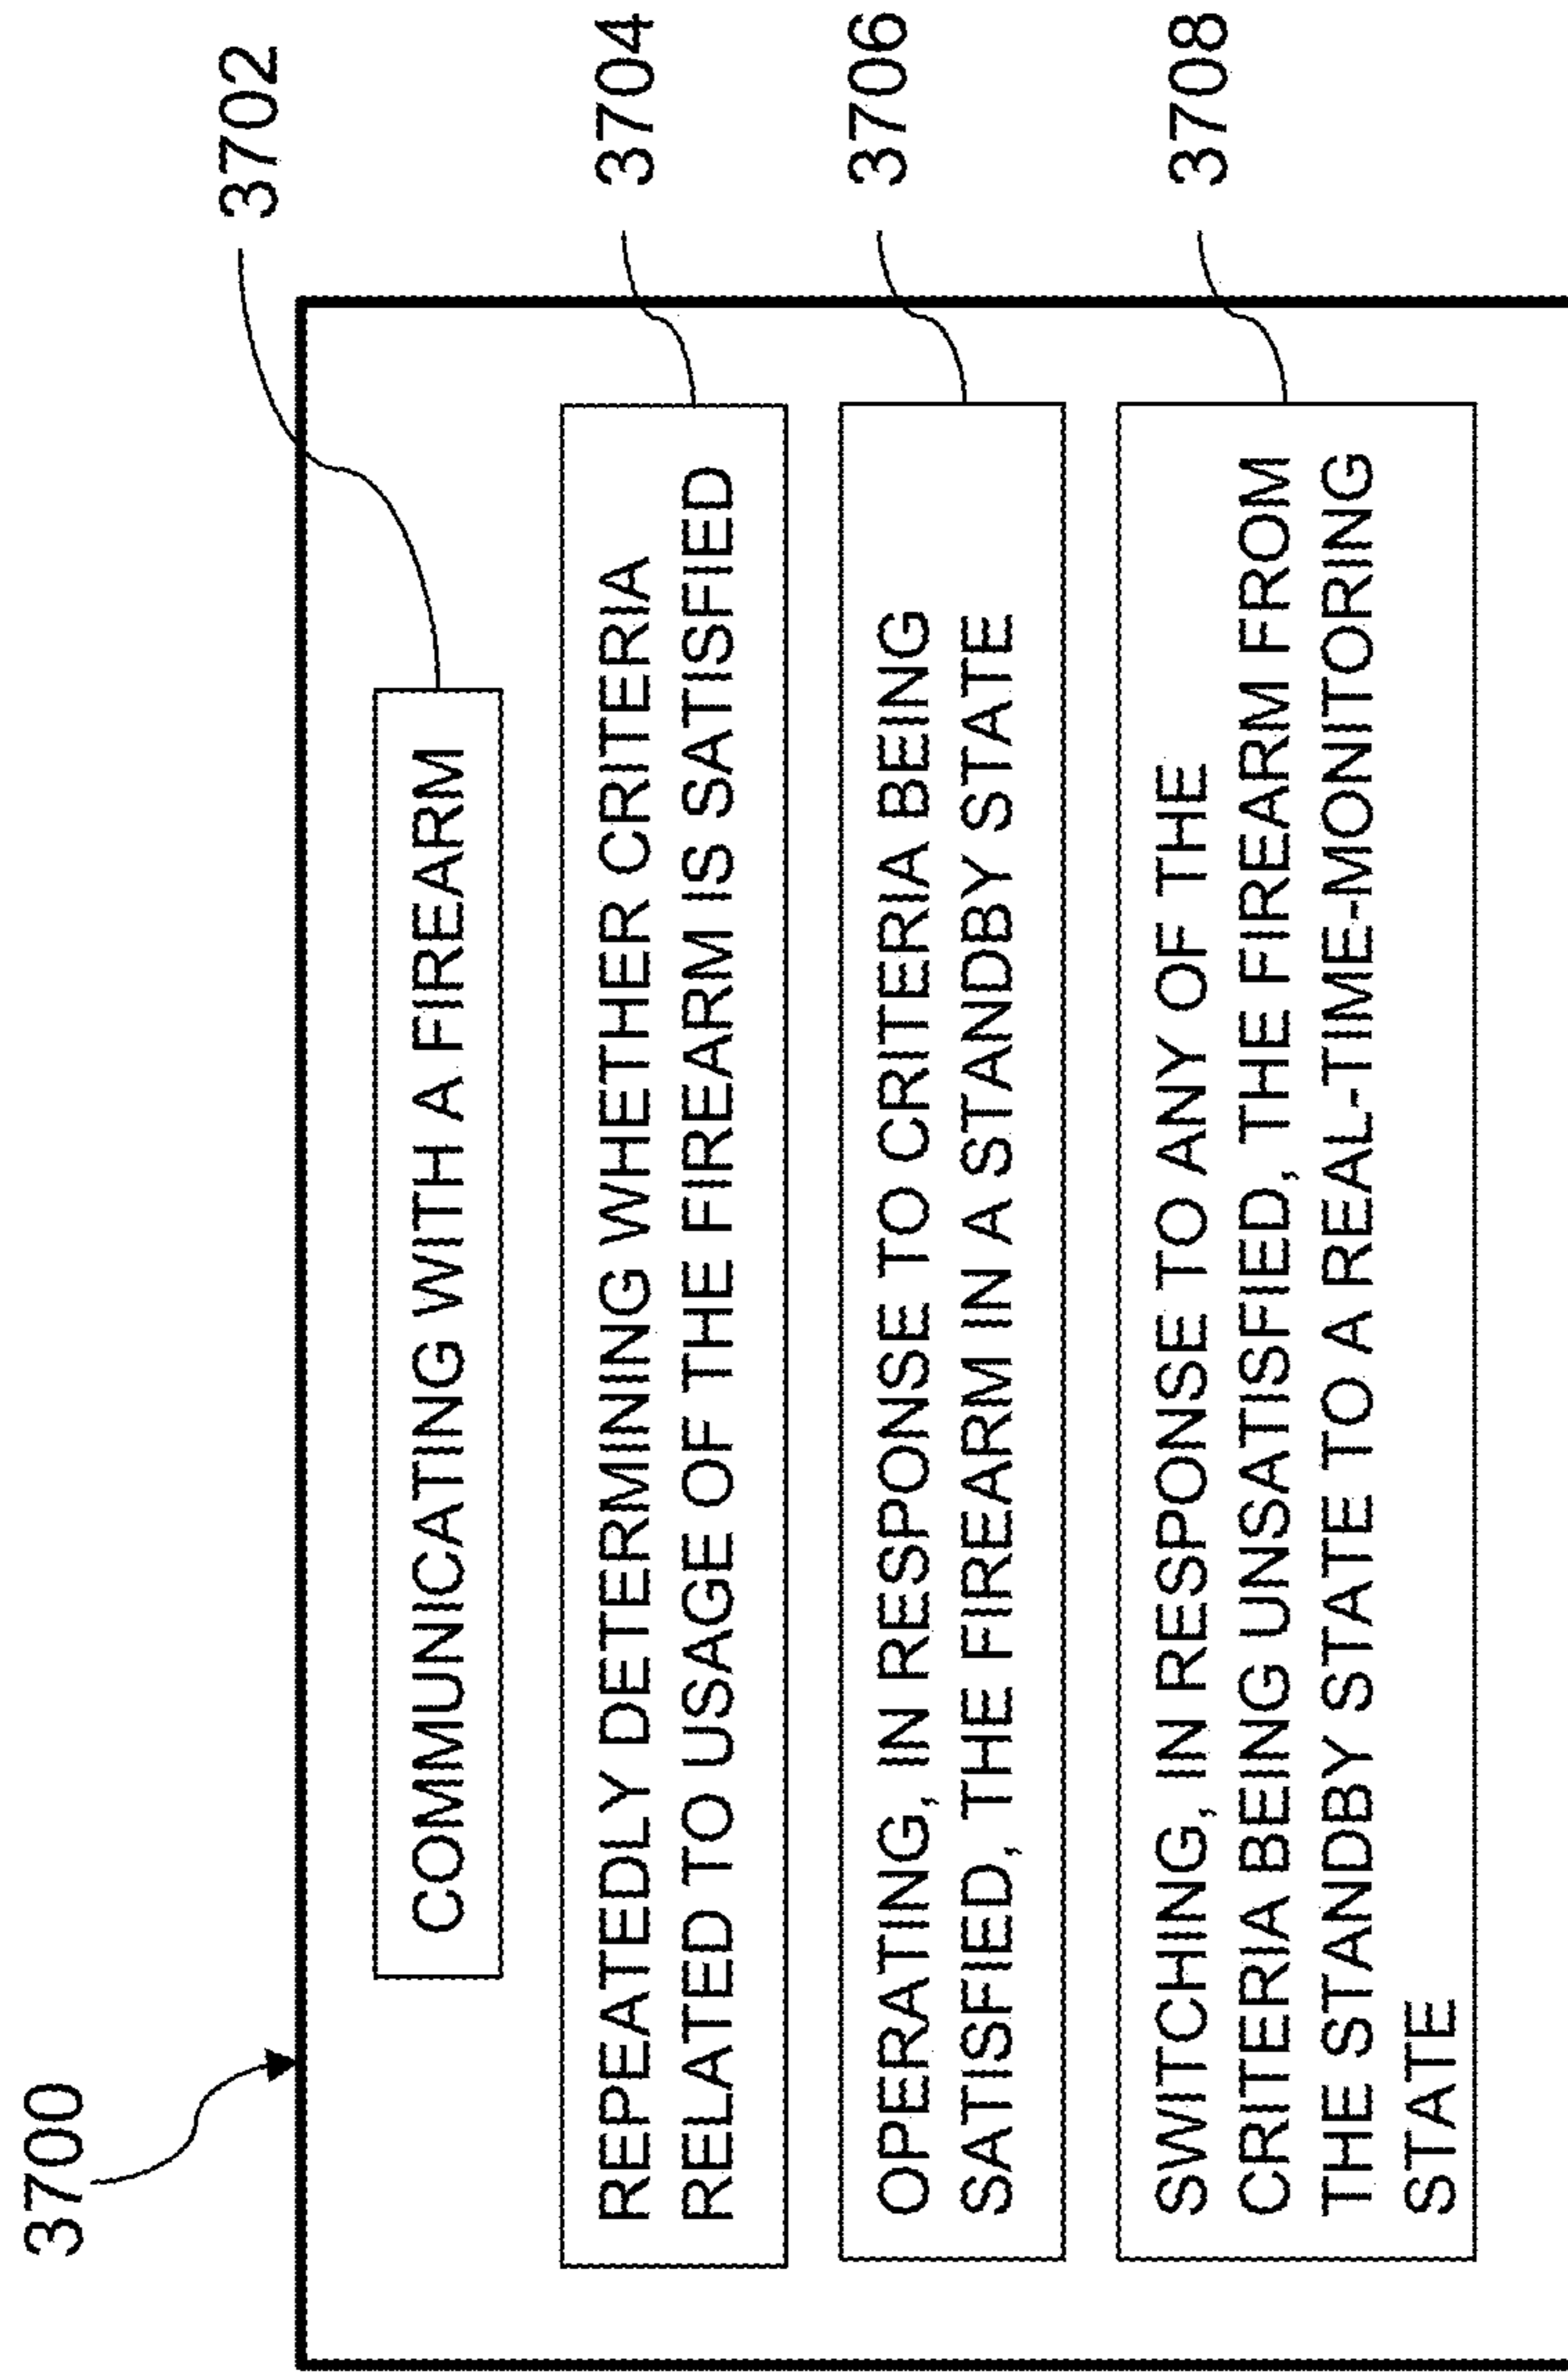 3700
3702
COMMUNICATING WITH A FIREARM
3704
REPEATEDLY DETERMINING WHETHER CRITERIA
RELATED TO USAGE OF THE FIREARM IS SATISFIED
3706
OPERATING, IN RESPONSE TO CRITERIA BEING
SATISFIED, THE FIREARM IN A STANDBY STATE
3708
SWITCHING, IN RESPONSE TO ANY OF THE
CRITERIA BEING UNSATISFIED, THE FIREARM FROM
THE STANDBY STATE TO A REAL-TIME-MONITORING
STATE